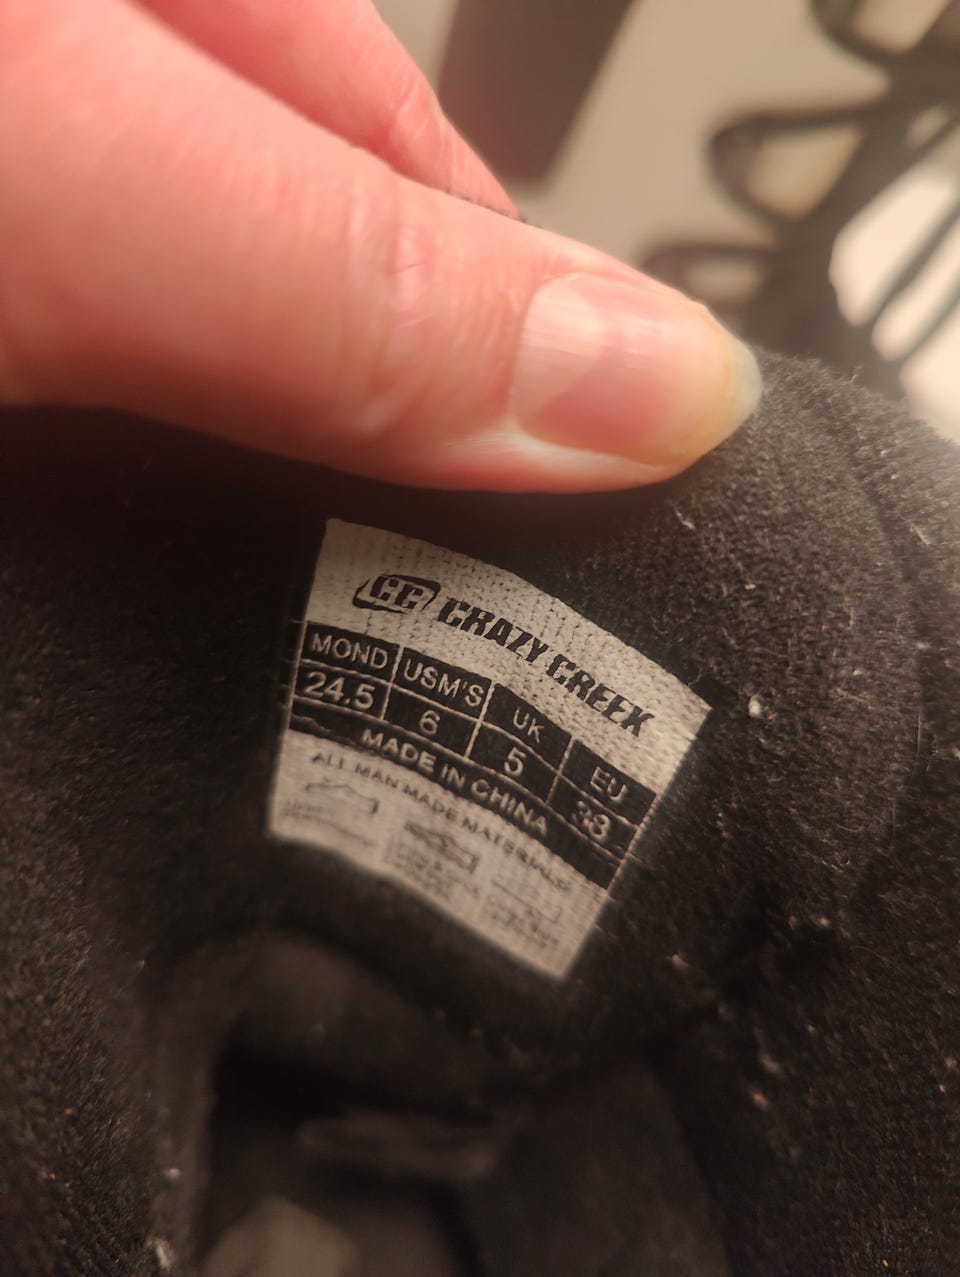 CC CRAZY CREEK
MOND USM'S UK EU
24.5 6 5 38
MADE IN CHINA
ALL MAN MADE MATERIALS